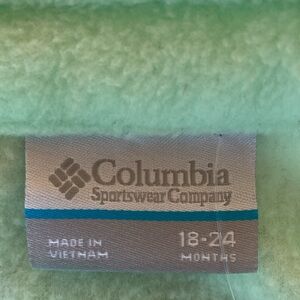 Columbia
Sportswear Company
MADE IN
VIETNAM
18-24
MONTHS